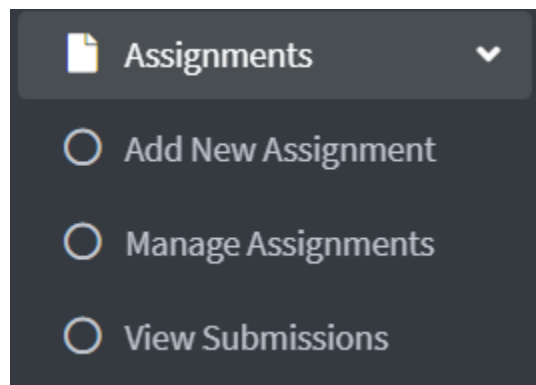 Assignments
Add New Assignment
Manage Assignments
View Submissions